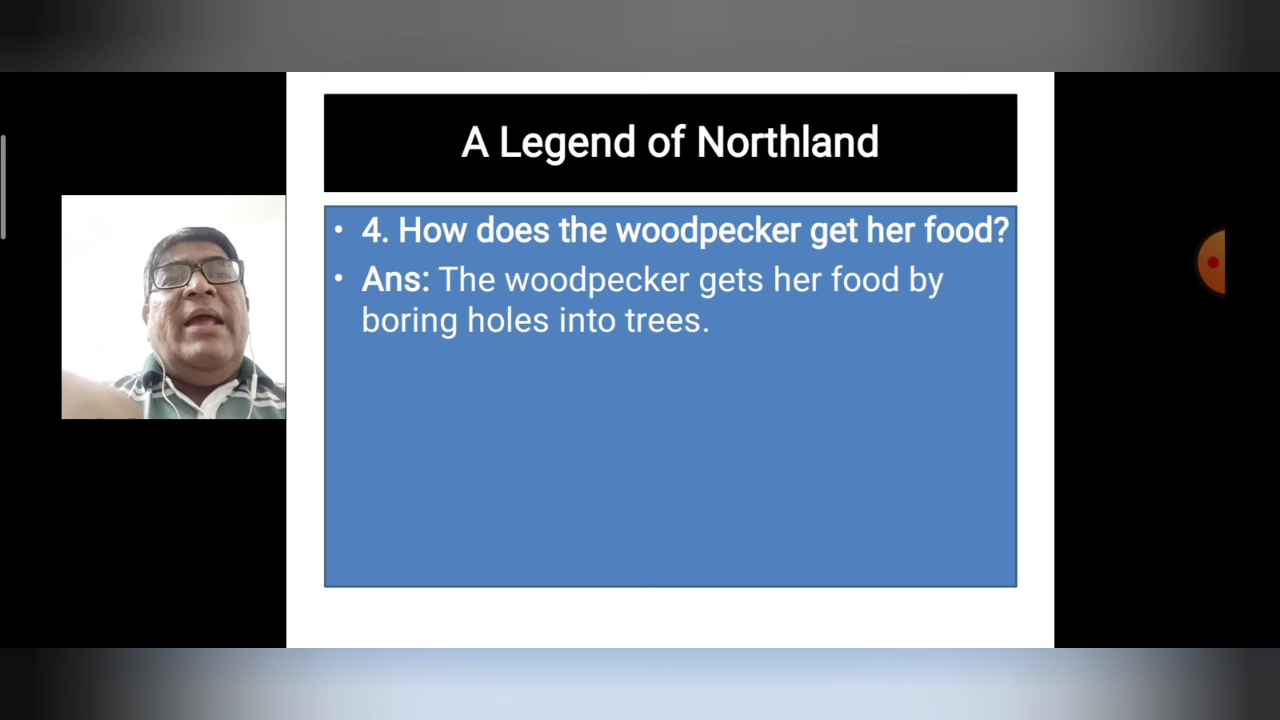 A Legend of Northland
• 4. How does the woodpecker get her food?
• Ans: The woodpecker gets her food by
boring holes into trees.